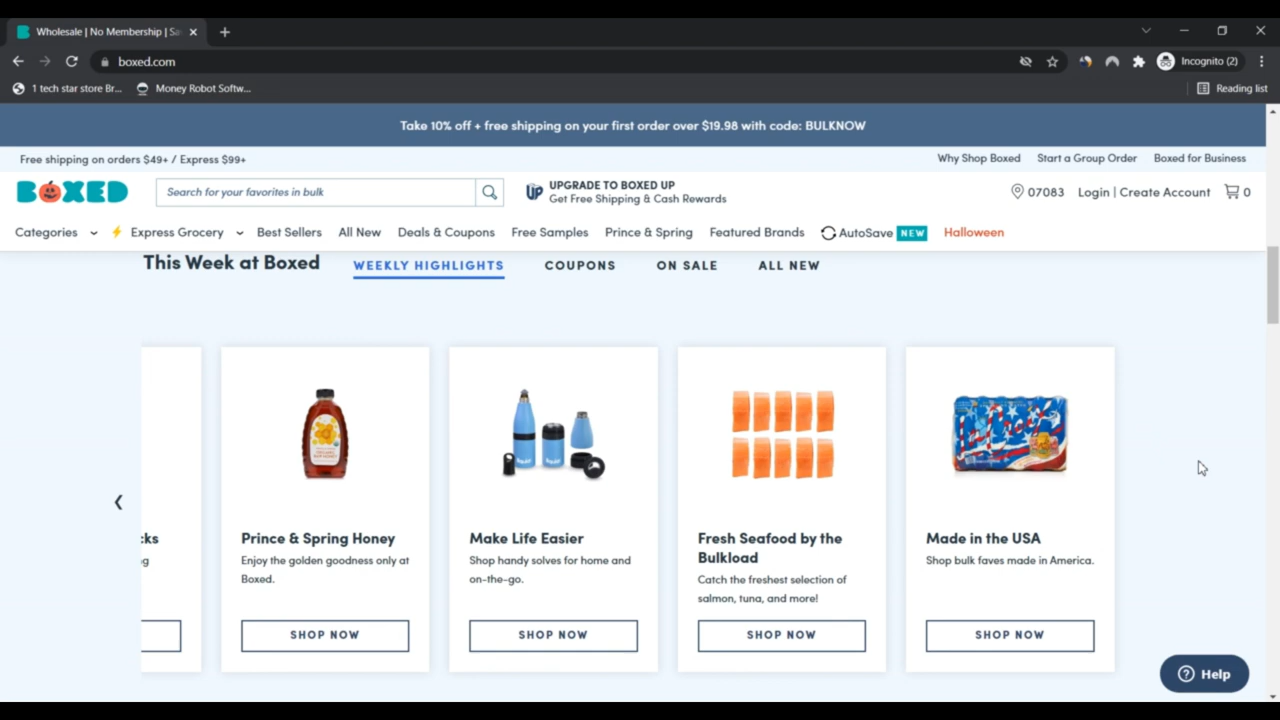 Wholesale | No Membership | Sa
boxed.com
Incognito (2)
1 tech star store Br...
Money Robot Softw...
Reading list
Take 10% off + free shipping on your first order over $19.98 with code: BULKNOW
Free shipping on orders $49+ / Express $99+
Why Shop Boxed
Start a Group Order
Boxed for Business
BOXED
Search for your favorites in bulk
UP
UPGRADE TO BOXED UP
Get Free Shipping & Cash Rewards
07083
Login | Create Account
0
Categories
Express Grocery
Best Sellers
All New
Deals & Coupons
Free Samples
Prince & Spring
Featured Brands
AutoSave NEW
Halloween
This Week at Boxed
WEEKLY HIGHLIGHTS
COUPONS
ON SALE
ALL NEW
cks
g
Prince & Spring Honey
Enjoy the golden goodness only at
Boxed.
SHOP NOW
Make Life Easier
Shop handy solves for home and
on-the-go.
SHOP NOW
Fresh Seafood by the
Bulkload
Catch the freshest selection of
salmon, tuna, and more!
SHOP NOW
LaCroix
Made in the USA
Shop bulk faves made in America.
SHOP NOW
Help